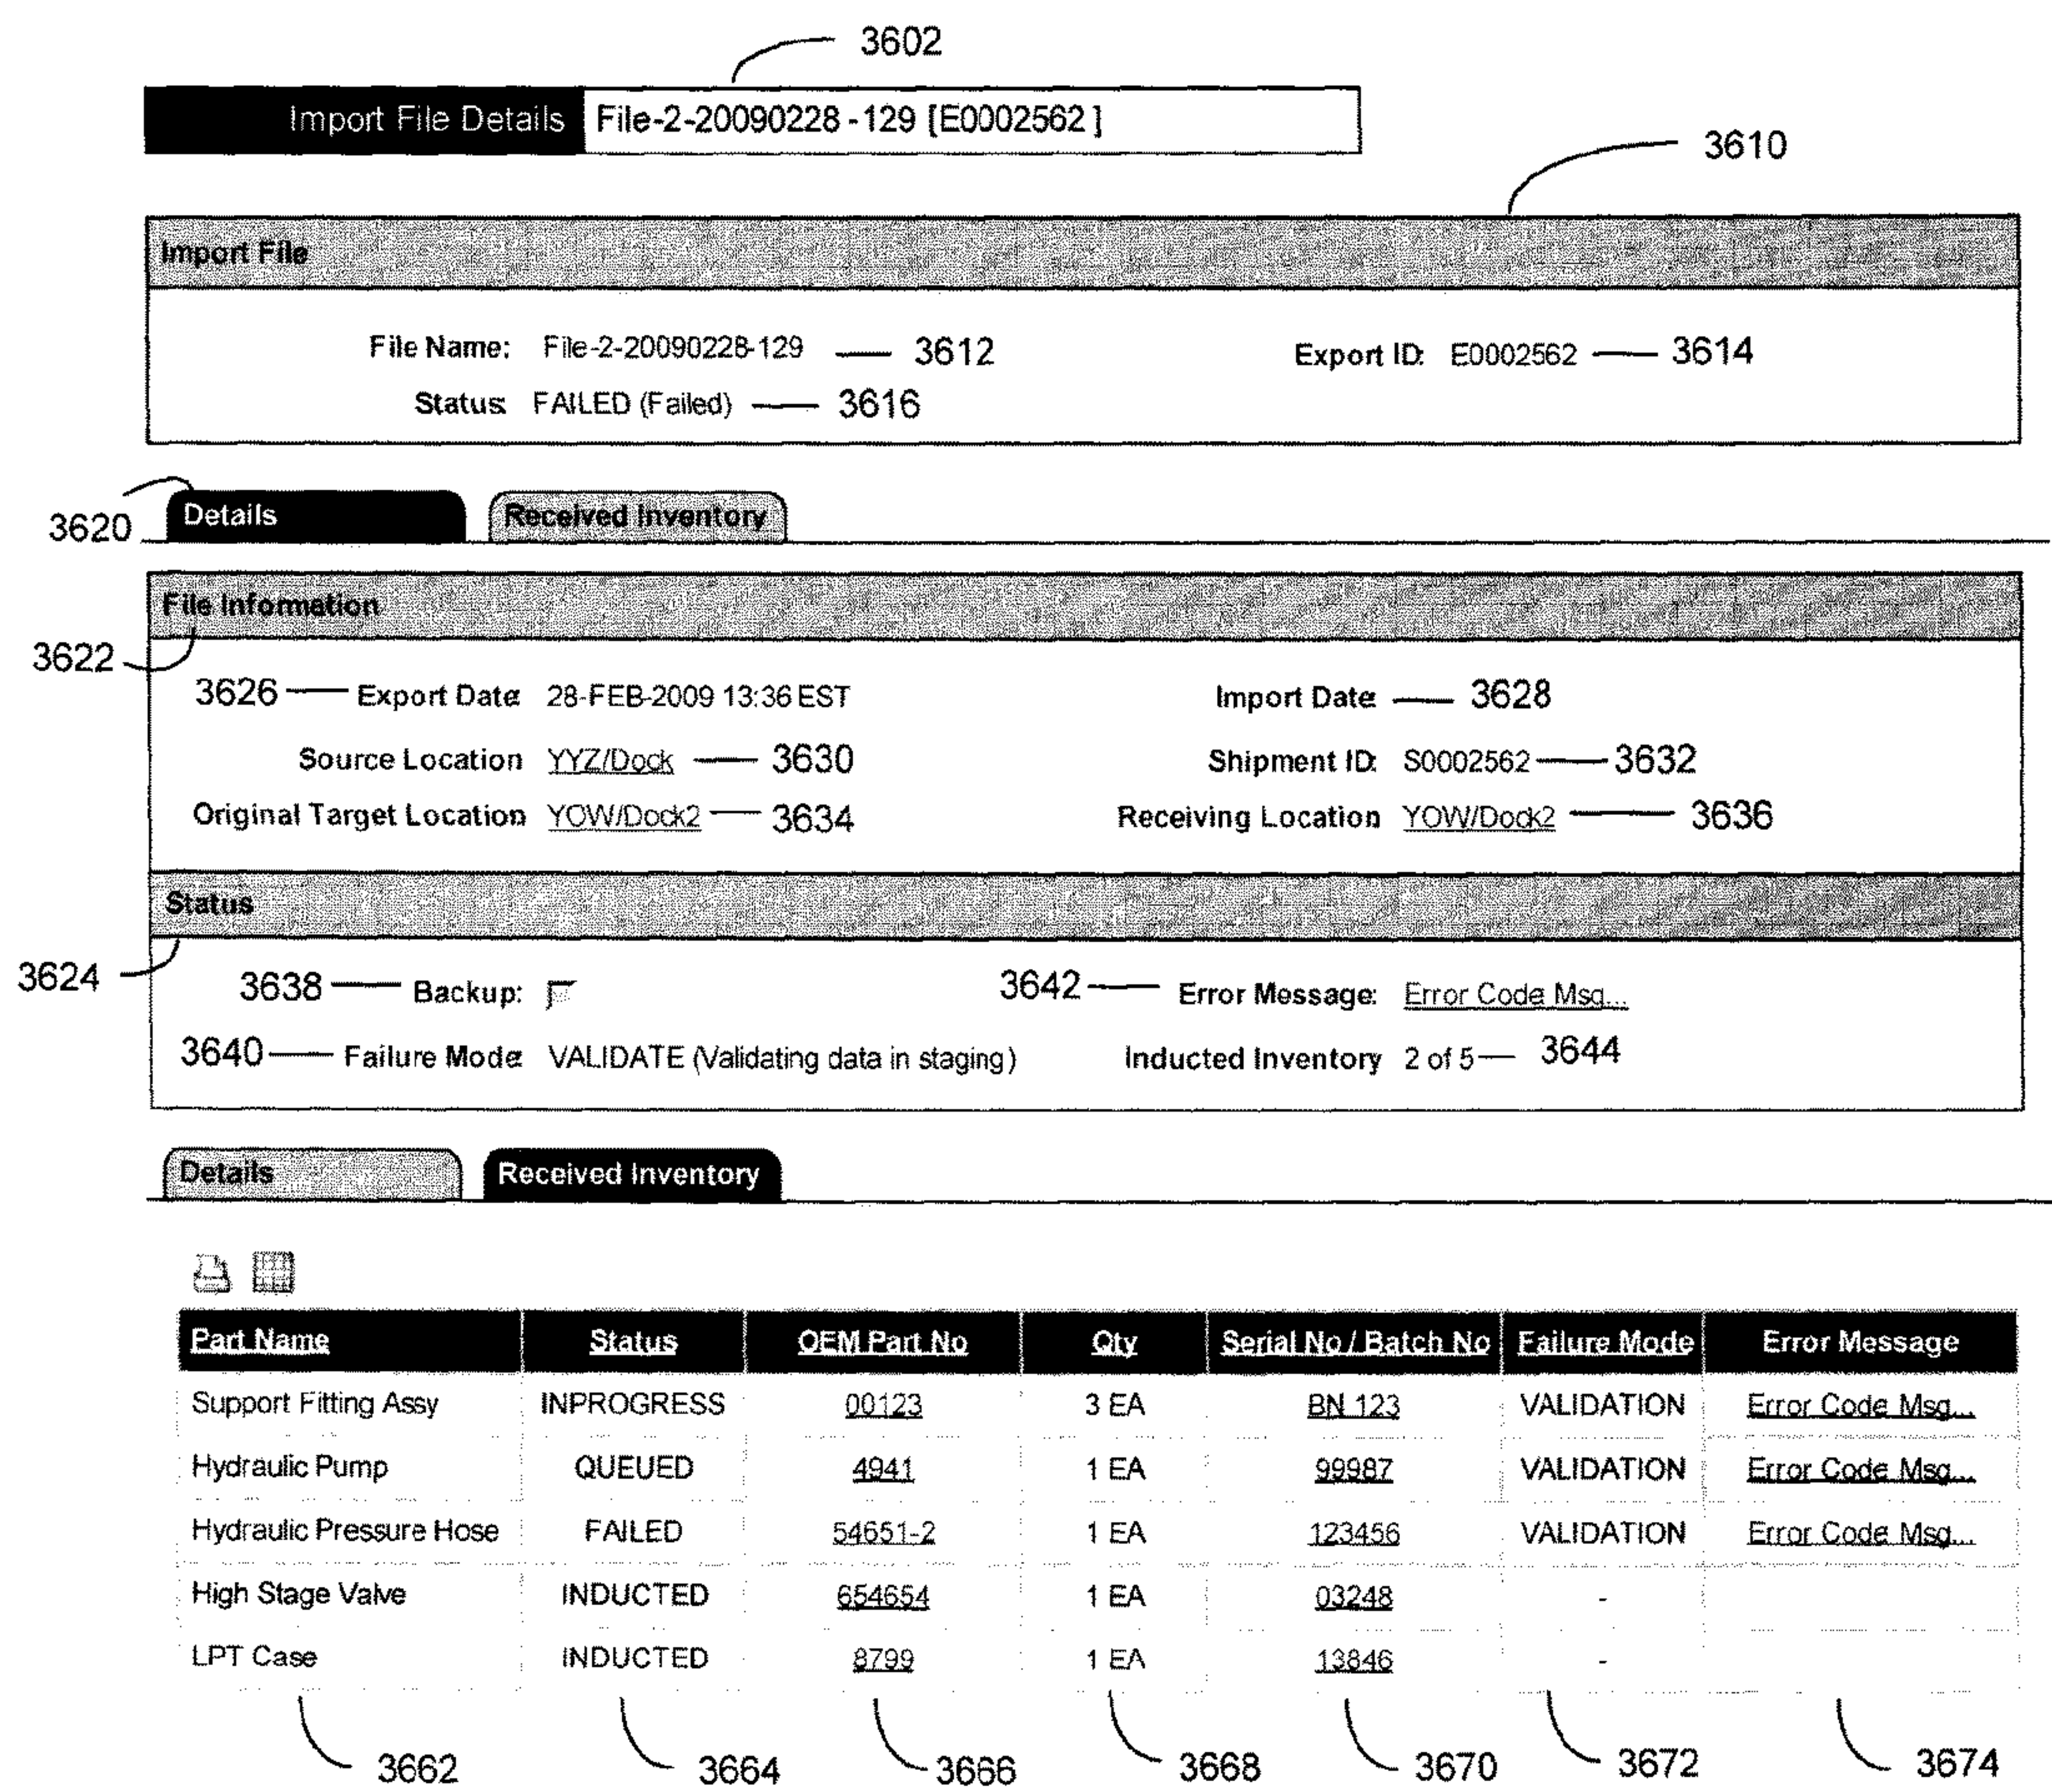 3602
Import File Details File-2-20090228-129 [E0002562]
3610
Import File
File Name: File-2-20090228-129 3612 Export ID: E0002562 3614
Status: FAILED (Failed) 3616
3620 Details Received Inventory
File Information
3622
3626 Export Date: 28-FEB-2009 13:36 EST Import Date: 3628
Source Location YYZ/Dock 3630 Shipment ID: S0002562 3632
Original Target Location YOW/Dock2 3634 Receiving Location YOW/Dock2 3636
Status
3624
3638 Backup: 3642 Error Message: Error Code Msg...
3640 Failure Mode: VALIDATE (Validating data in staging) Inducted Inventory 2 of 5 3644
Details Received Inventory
Part Name Status OEM Part No Qty Serial No / Batch No Failure Mode Error Message
Support Fitting Assy INPROGRESS 00123 3 EA BN 123 VALIDATION Error Code Msg...
Hydraulic Pump QUEUED 4941 1 EA 99987 VALIDATION Error Code Msg...
Hydraulic Pressure Hose FAILED 54651-2 1 EA 123456 VALIDATION Error Code Msg...
High Stage Valve INDUCTED 654654 1 EA 03248 -
LPT Case INDUCTED 8799 1 EA 13846 -
3662 3664 3666 3668 3670 3672 3674